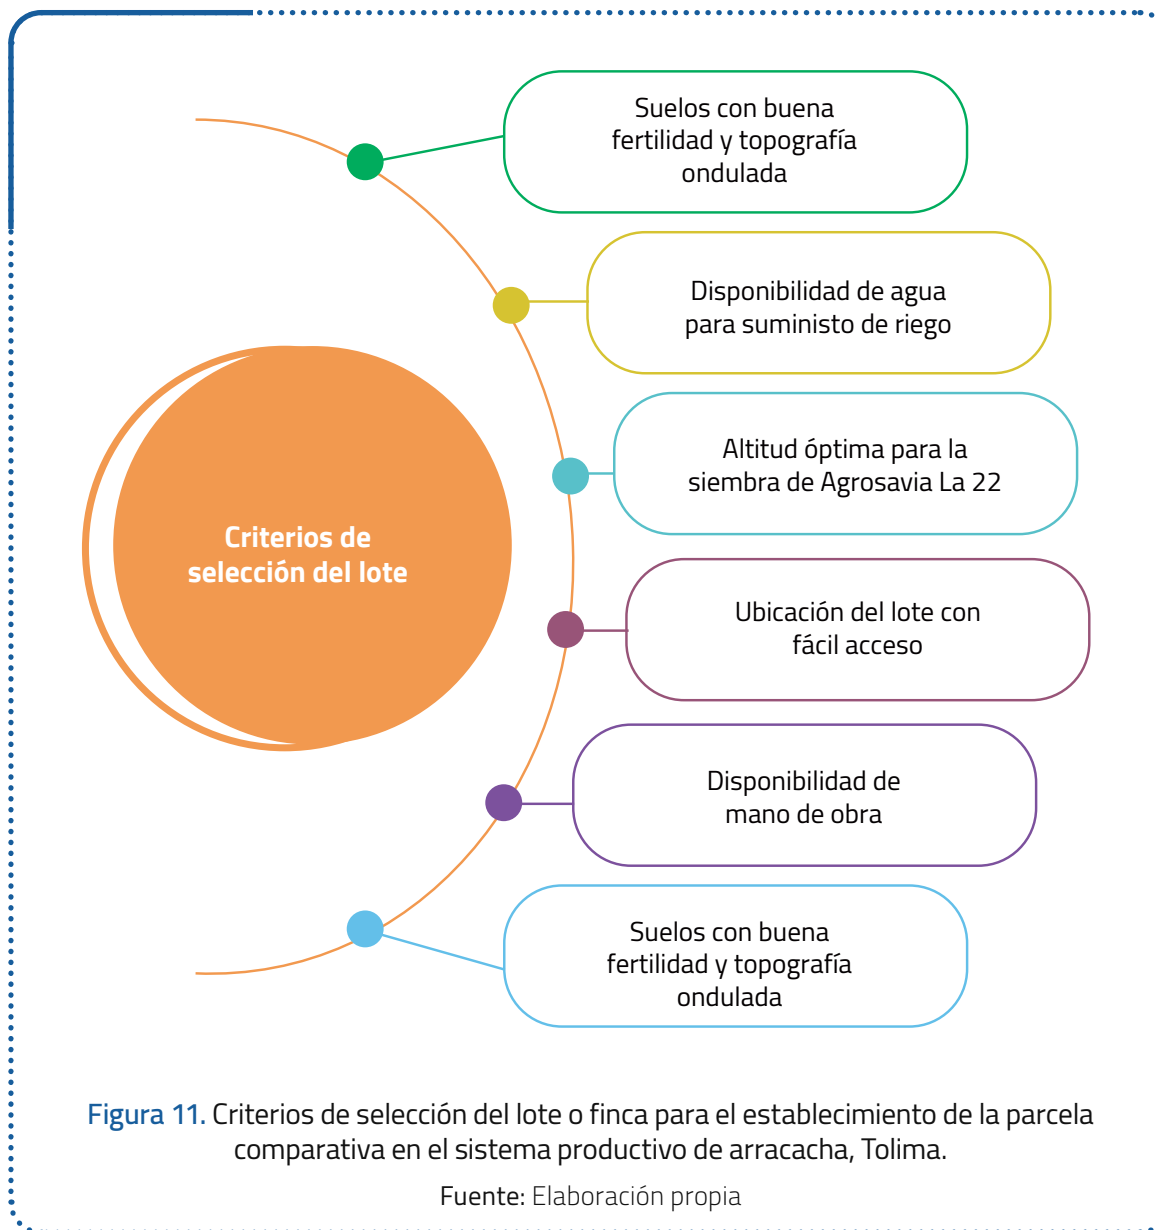 Suelos con buena
fertilidad y topografía
ondulada
Disponibilidad de agua
para suministo de riego
Altitud óptima para la
siembra de Agrosavia La 22
Criterios de
selección del lote
Ubicación del lote con
fácil acceso
Disponibilidad de
mano de obra
Suelos con buena
fertilidad y topografía
ondulada
Figura 11. Criterios de selección del lote o finca para el establecimiento de la parcela
comparativa en el sistema productivo de arracacha, Tolima.
Fuente: Elaboración propia